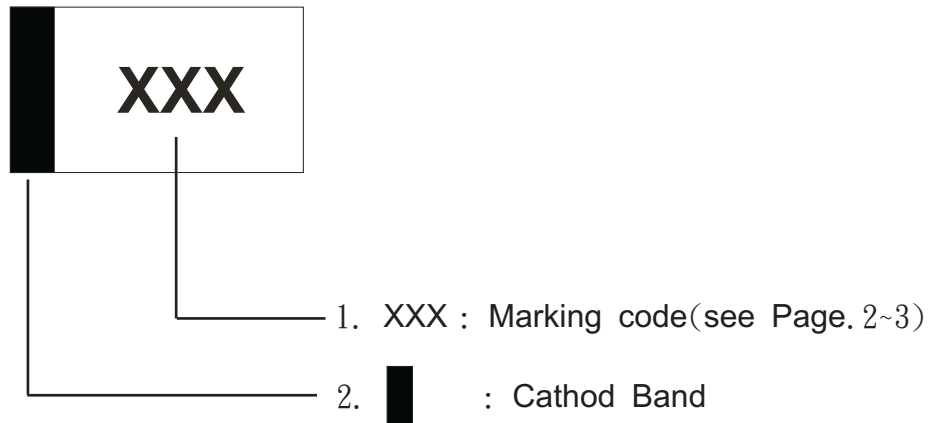 XXX
1. XXX : Marking code(see Page. 2~3)
2. : Cathod Band